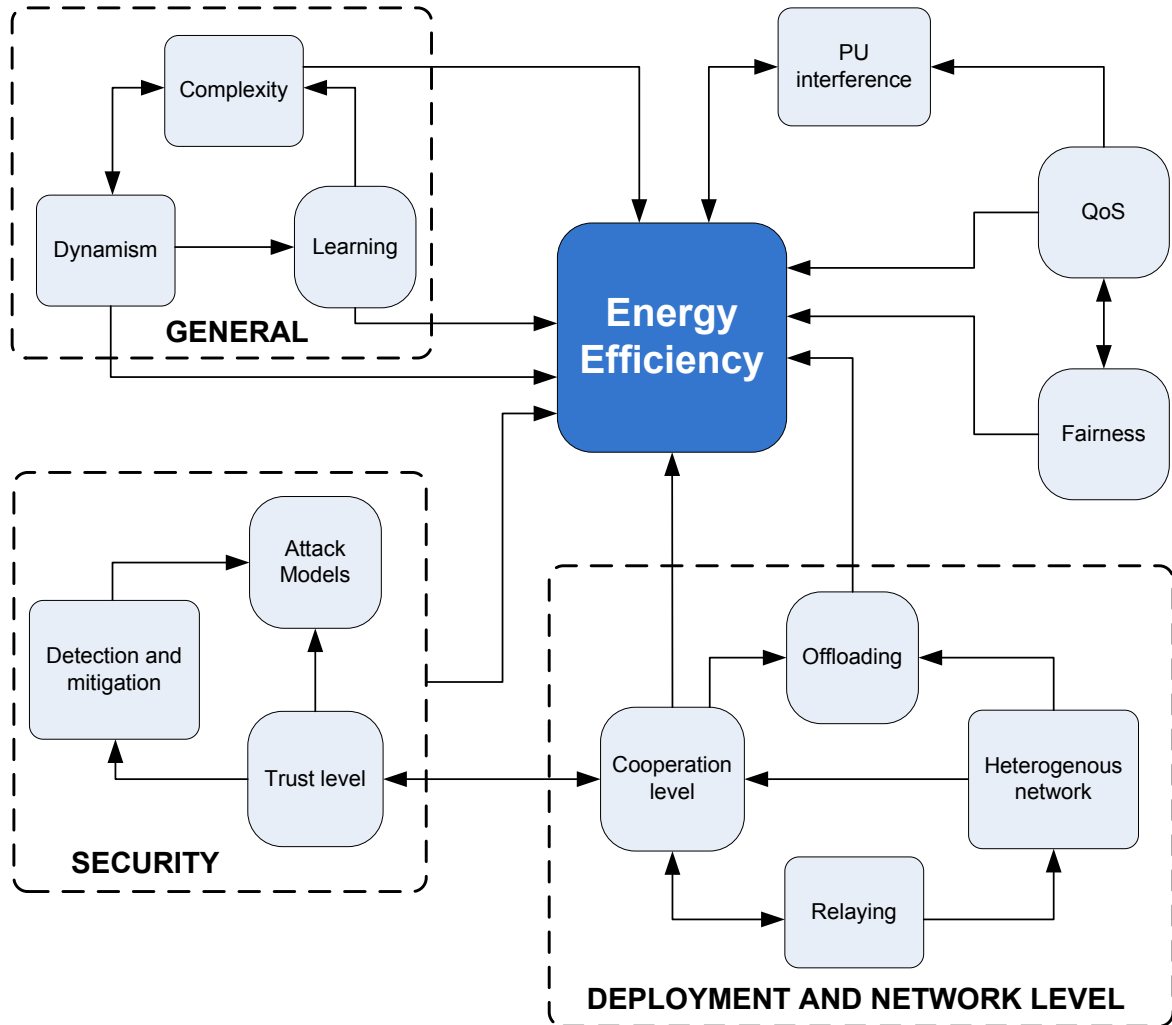 Complexity
Dynamism
Learning
GENERAL
PU
interference
QoS
Fairness
Energy
Efficiency
Attack
Models
Detection and
mitigation
Trust level
SECURITY
Offloading
Cooperation
level
Heterogenous
network
Relaying
DEPLOYMENT AND NETWORK LEVEL